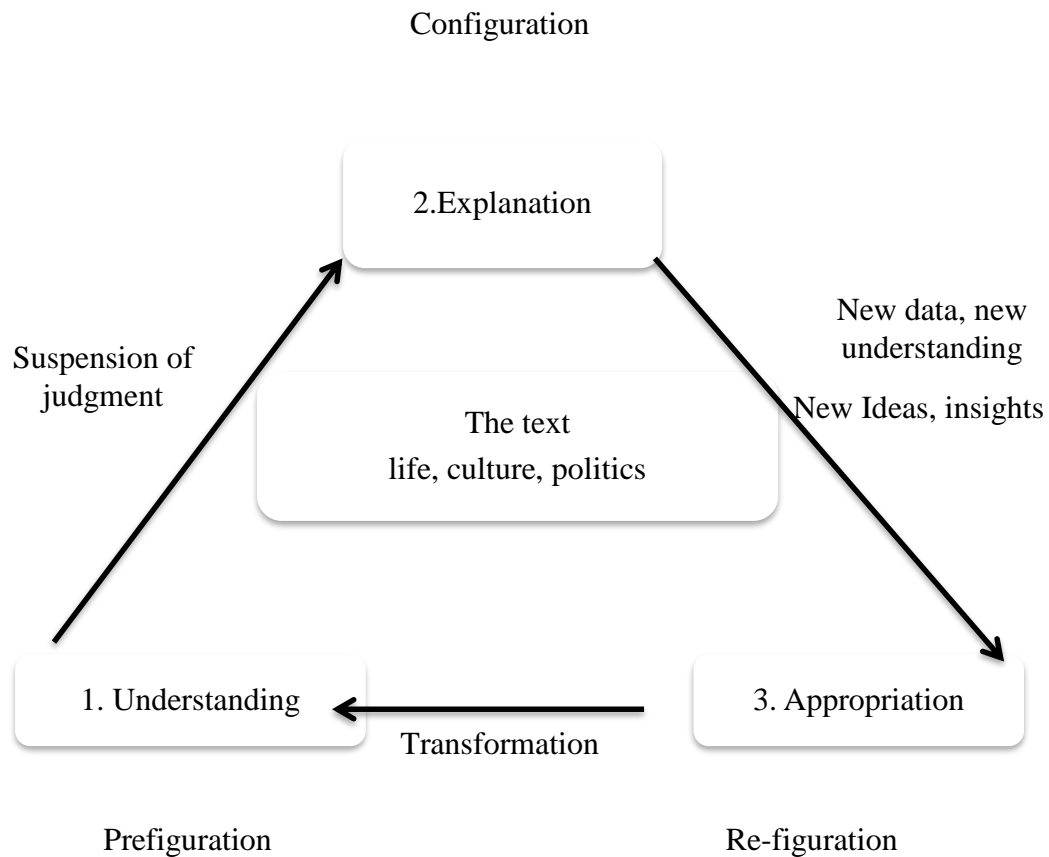 Configuration
2.Explanation
New data, new
understanding
Suspension of
judgment
New Ideas, insights
The text
life, culture, politics
1. Understanding
3. Appropriation
Transformation
Prefiguration
Re-figuration